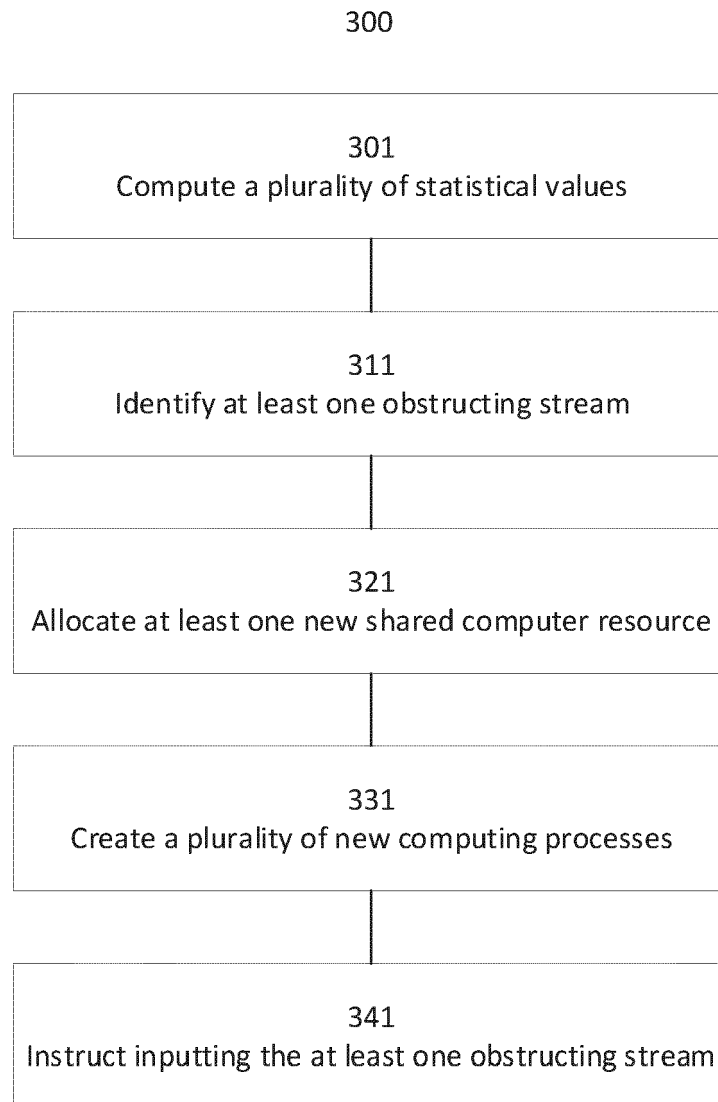 300
301
Compute a plurality of statistical values
311
Identify at least one obstructing stream
321
Allocate at least one new shared computer resource
331
Create a plurality of new computing processes
341
Instruct inputting the at least one obstructing stream